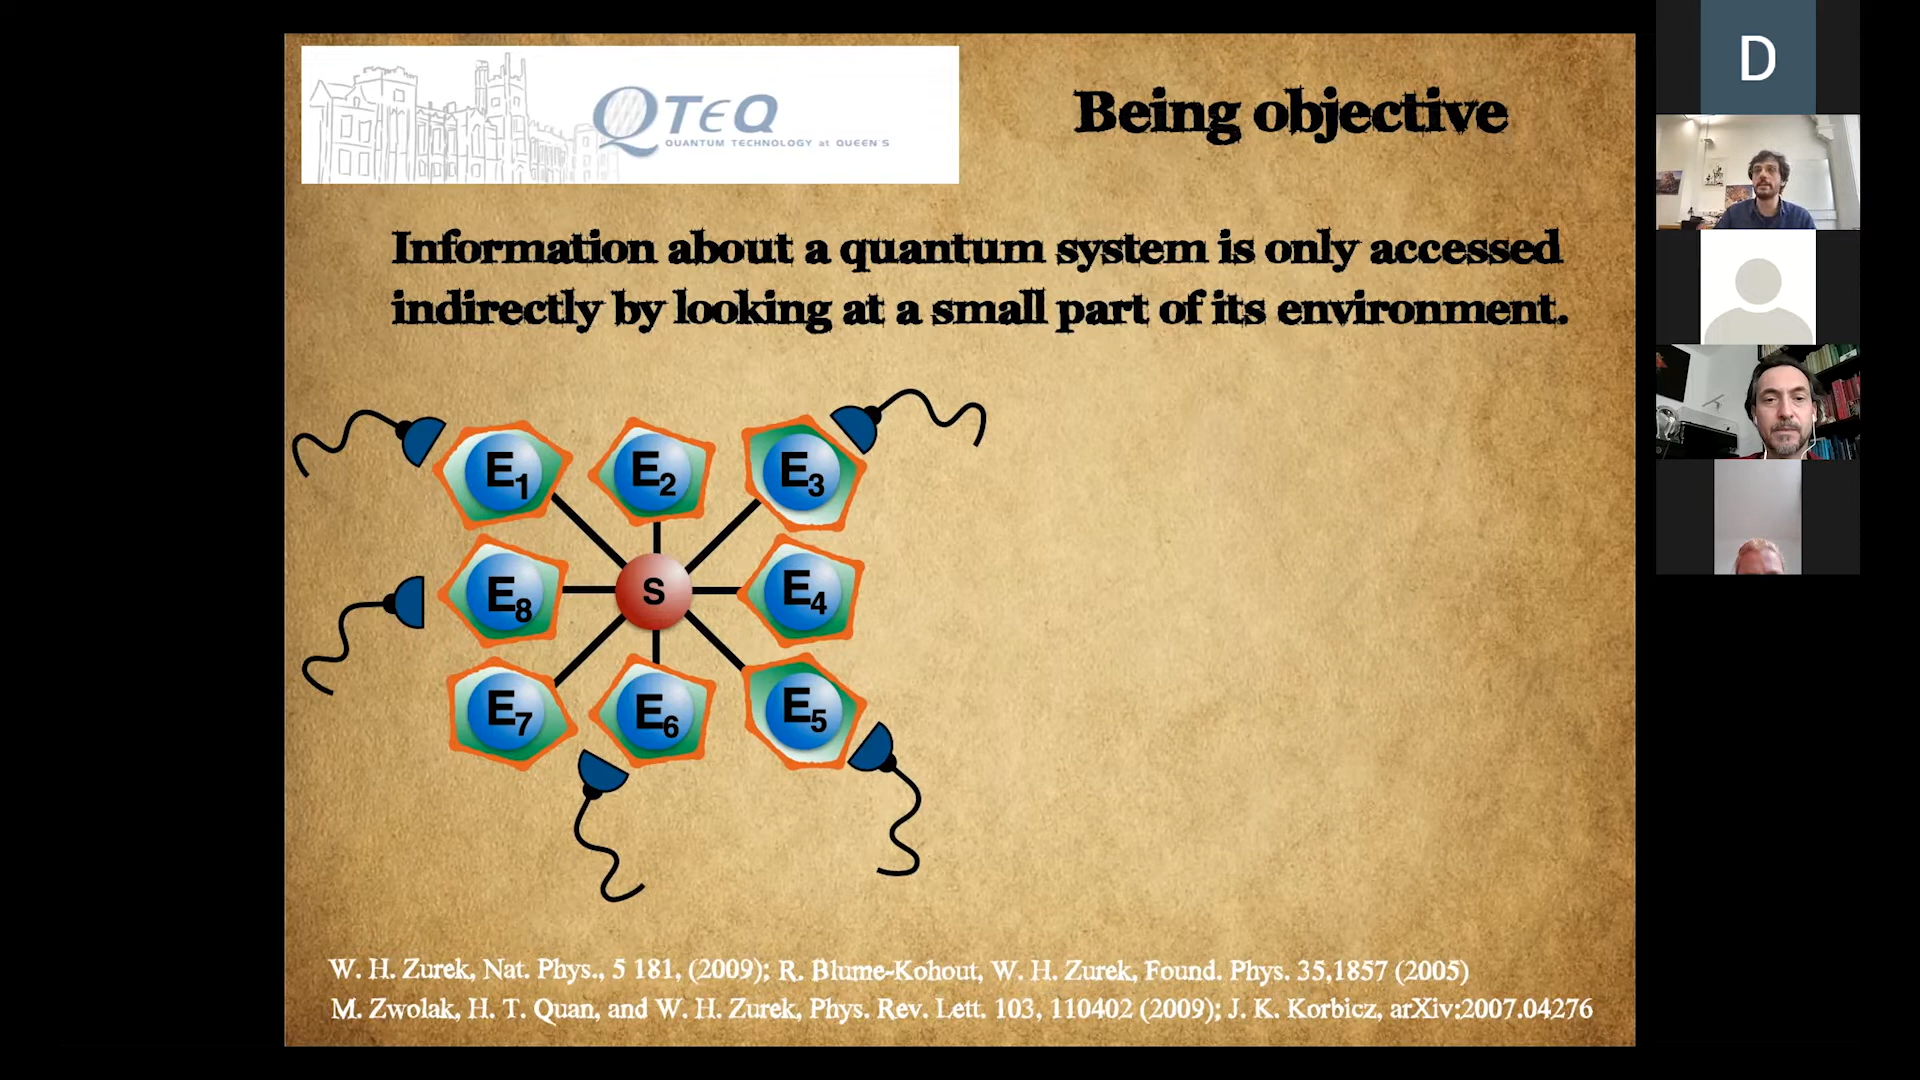 QTEQ
QUANTUM TECHNOLOGY at QUEEN'S
Being objective
Information about a quantum system is only accessed
indirectly by looking at a small part of its environment.
E1
E2
E3
E8
S
E4
E7
E6
E5
W. H. Zurek, Nat. Phys., 5 181, (2009); R. Blume-Kohout, W. H. Zurek, Found. Phys. 35,1857 (2005)
M. Zwolak, H. T. Quan, and W. H. Zurek, Phys. Rev. Lett. 103, 110402 (2009); J. K. Korbicz, arXiv:2007.04276
D